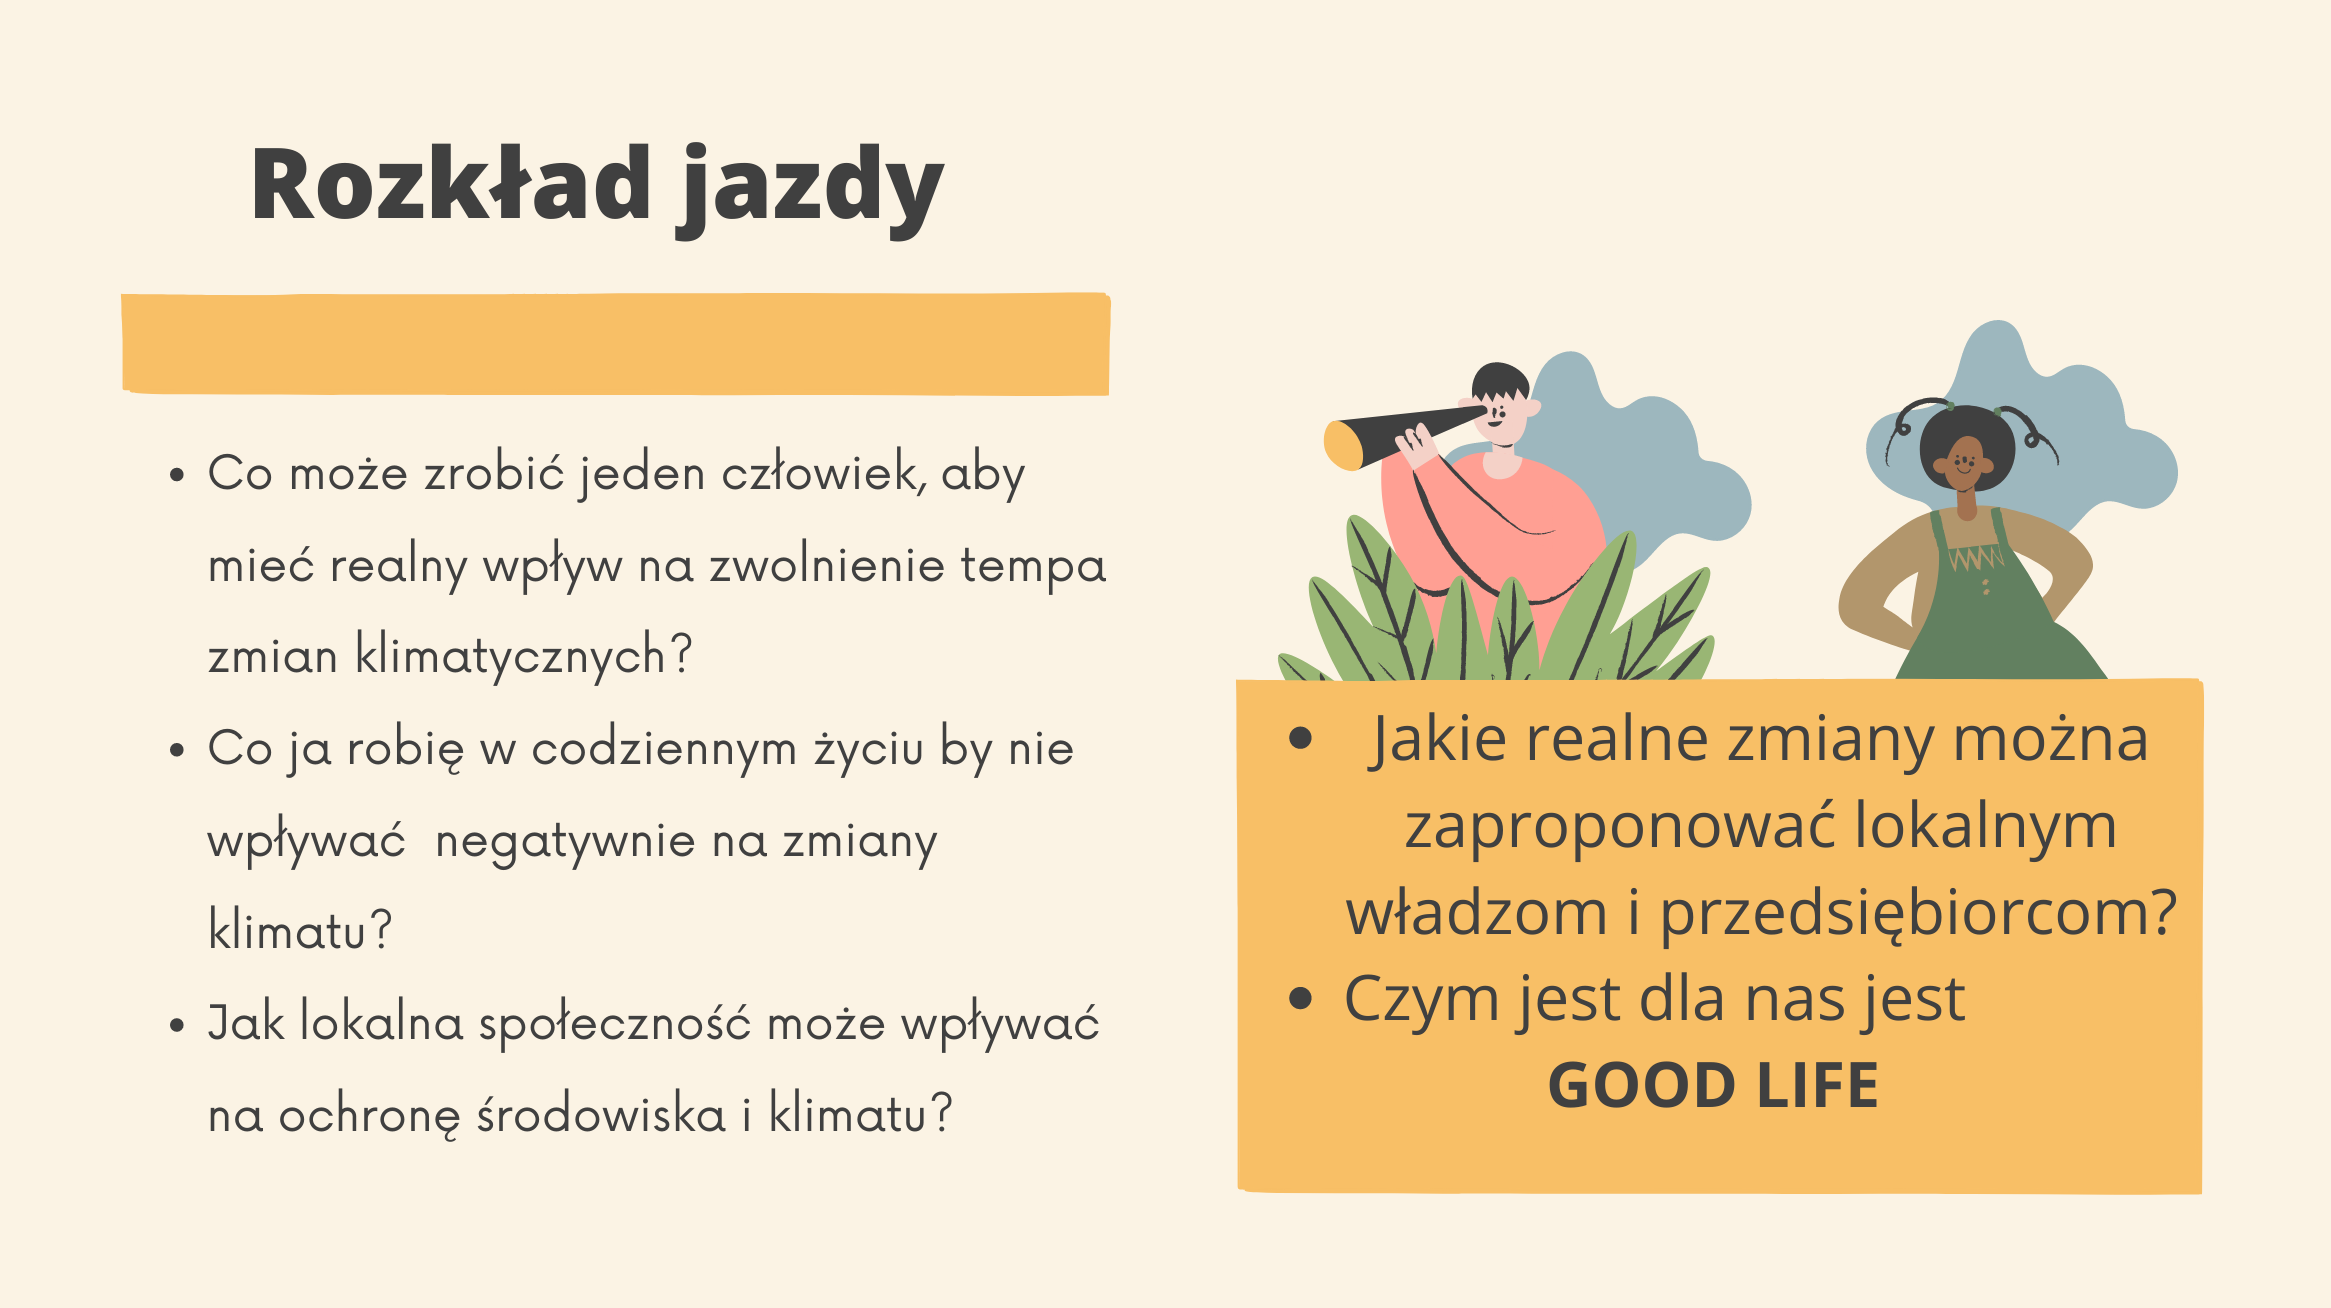 Rozkład jazdy
• Co może zrobić jeden człowiek, aby
mieć realny wpływ na zwolnienie tempa
zmian klimatycznych?
• Co ja robię w codziennym życiu by nie
wpływać  negatywnie na zmiany
klimatu?
• Jak lokalna społeczność może wpływać
na ochronę środowiska i klimatu?
• Jakie realne zmiany można
zaproponować lokalnym
władzom i przedsiębiorcom?
• Czym jest dla nas jest
GOOD LIFE